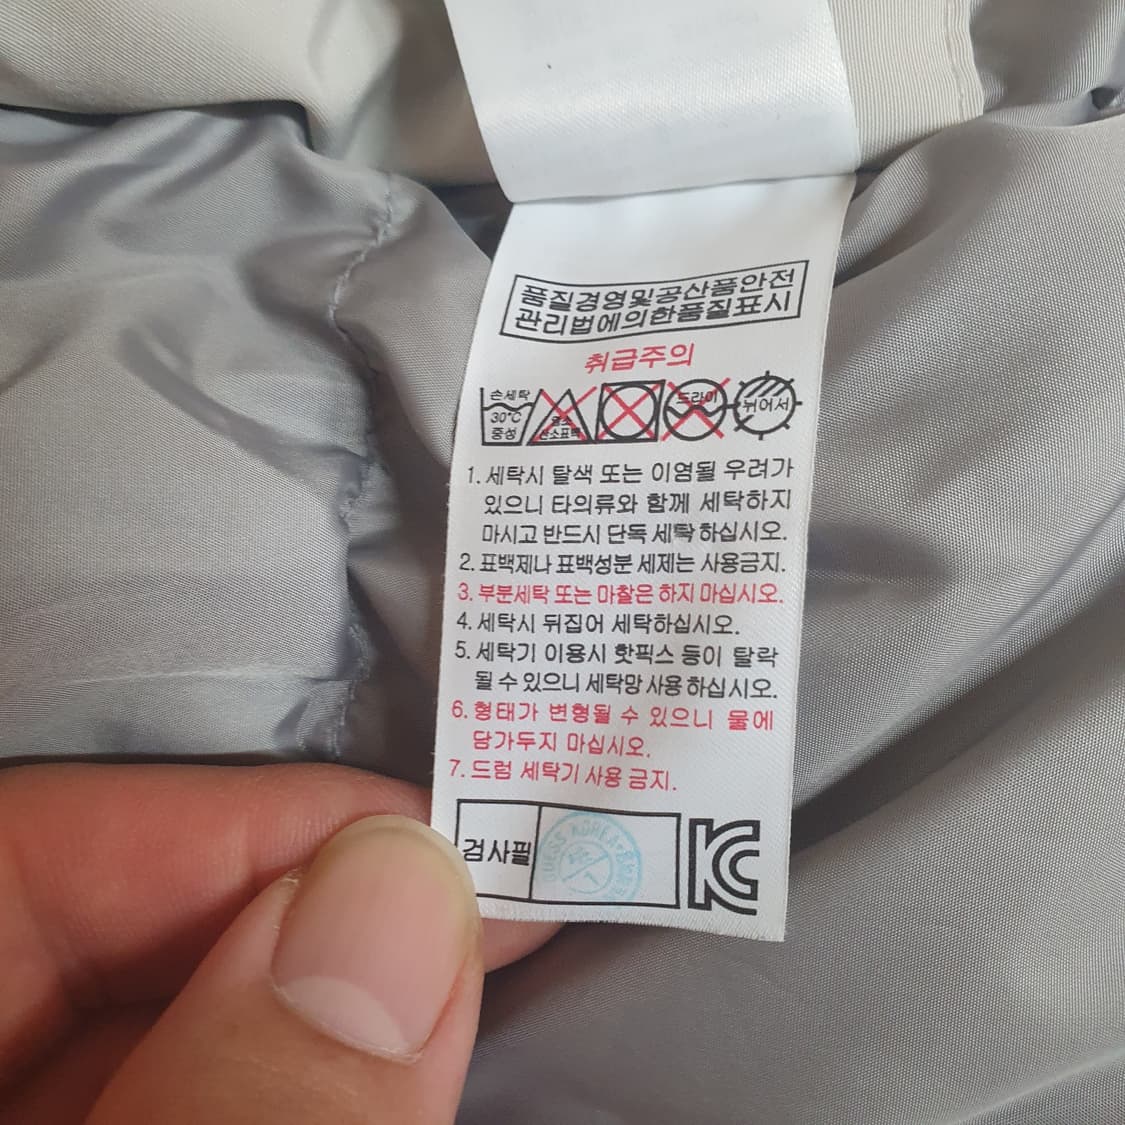 품질경영및공산품안전
관리법에의한품질표시
취급주의
손세탁
30°C
중성
염소
산소표백
드라이
뉘어서
1. 세탁시 탈색 또는 이염될 우려가
있으니 타의류와 함께 세탁하지
마시고 반드시 단독 세탁 하십시오.
2. 표백제나 표백성분 세제는 사용금지.
3. 부분세탁 또는 마찰은 하지 마십시오.
4. 세탁시 뒤집어 세탁하십시오.
5. 세탁기 이용시 핫픽스 등이 탈락
될 수 있으니 세탁망 사용 하십시오.
6. 형태가 변형될 수 있으니 물에
담가두지 마십시오.
7. 드럼 세탁기 사용 금지.
검사필
KOREA
KC